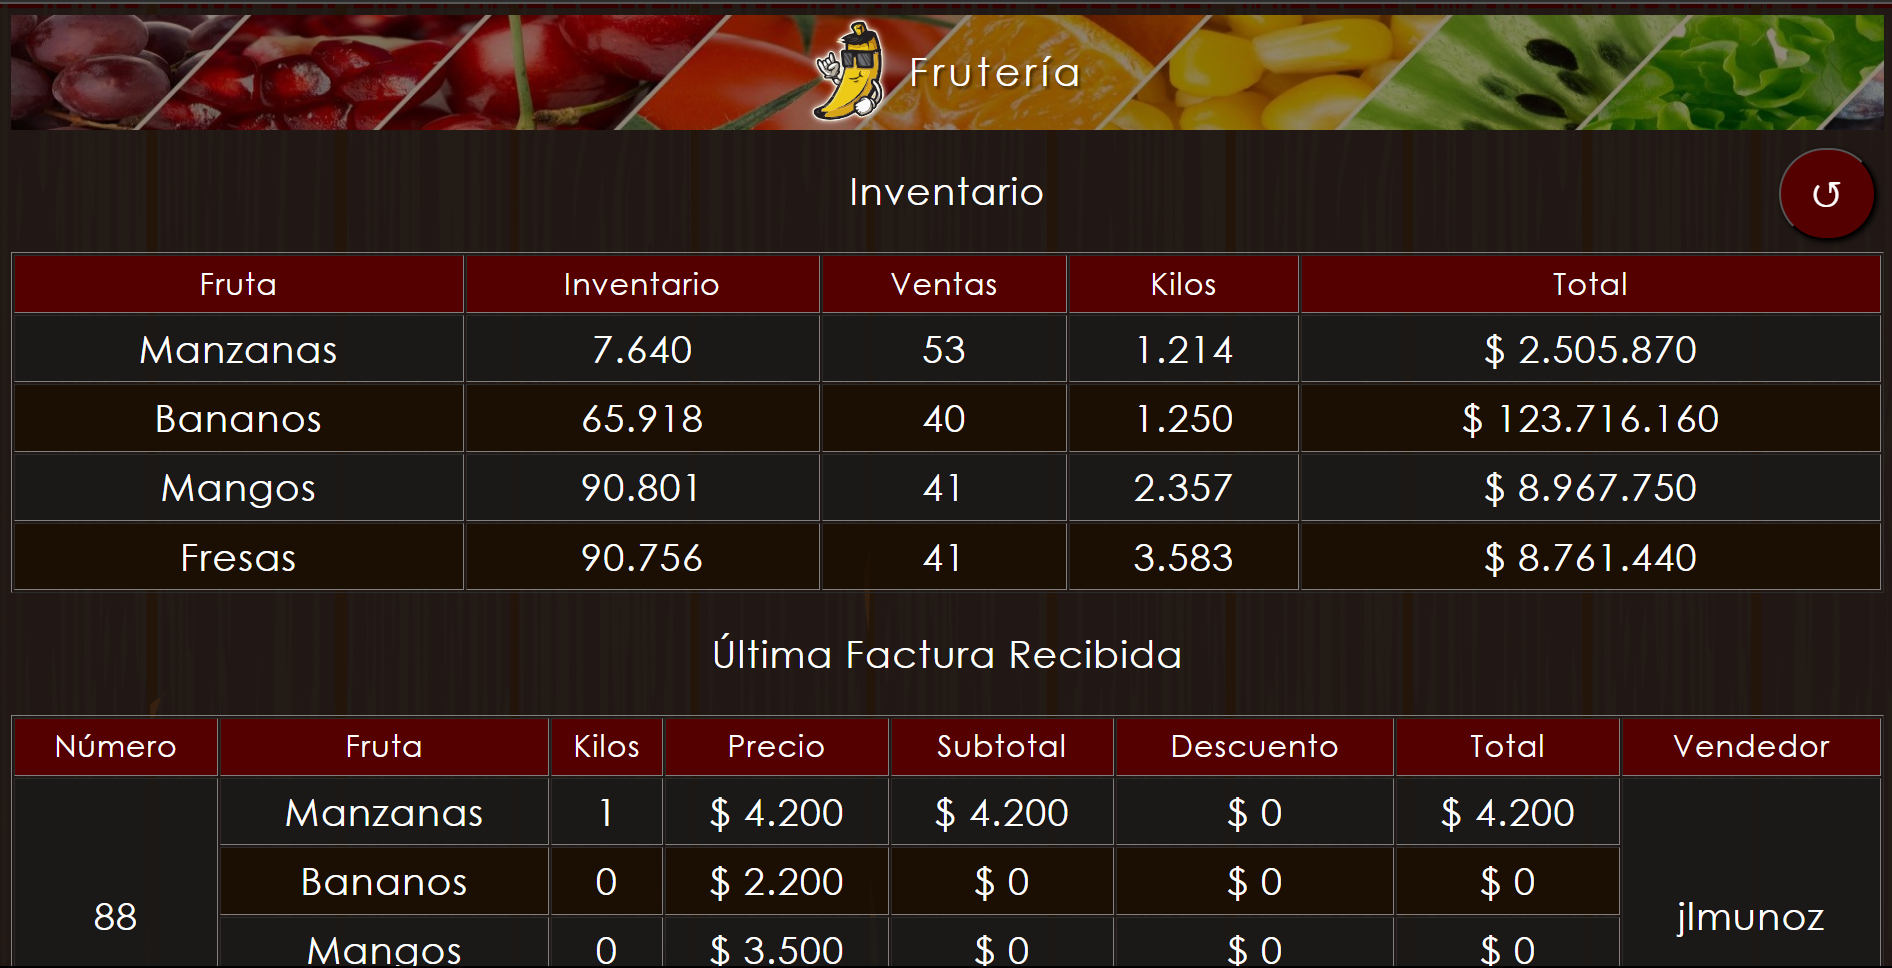 Frutería
Inventario
↺
Fruta Inventario Ventas Kilos Total
Manzanas 7.640 53 1.214 $ 2.505.870
Bananos 65.918 40 1.250 $ 123.716.160
Mangos 90.801 41 2.357 $ 8.967.750
Fresas 90.756 41 3.583 $ 8.761.440
Última Factura Recibida
Número Fruta Kilos Precio Subtotal Descuento Total Vendedor
Manzanas 1 $ 4.200 $ 4.200 $ 0 $ 4.200
Bananos 0 $ 2.200 $ 0 $ 0 $ 0
88 jlmunoz
Mangos 0 $ 3.500 $ 0 $ 0 $ 0